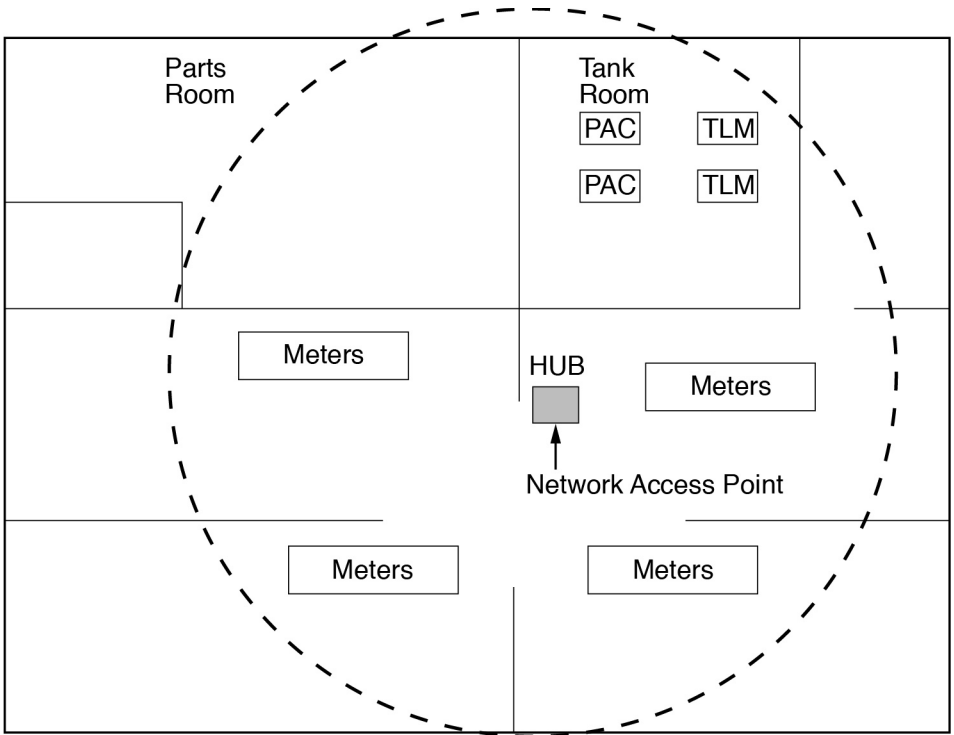 Parts
Room
Tank
Room
PAC
TLM
PAC
TLM
Meters
HUB
Meters
Network Access Point
Meters
Meters